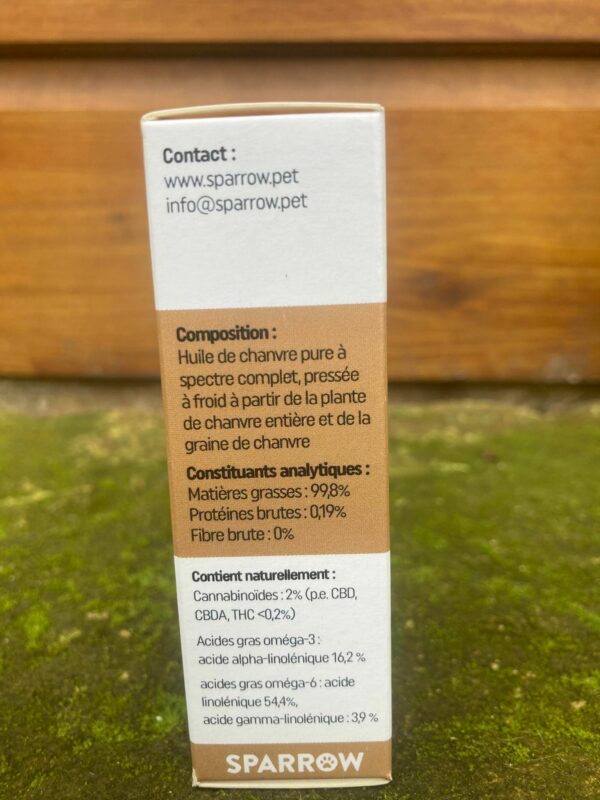 Contact :
www.sparrow.pet
info@sparrow.pet
Composition :
Huile de chanvre pure à
spectre complet, pressée
à froid à partir de la plante
de chanvre entière et de la
graine de chanvre
Constituants analytiques :
Matières grasses : 99,8%
Protéines brutes : 0,19%
Fibre brute : 0%
Contient naturellement :
Cannabinoïdes : 2% (p.e. CBD,
CBDA, THC <0,2%)
Acides gras oméga-3 :
acide alpha-linolénique 16,2 %
acides gras oméga-6 : acide
linolénique 54,4%,
acide gamma-linolénique : 3,9 %
SPARROW